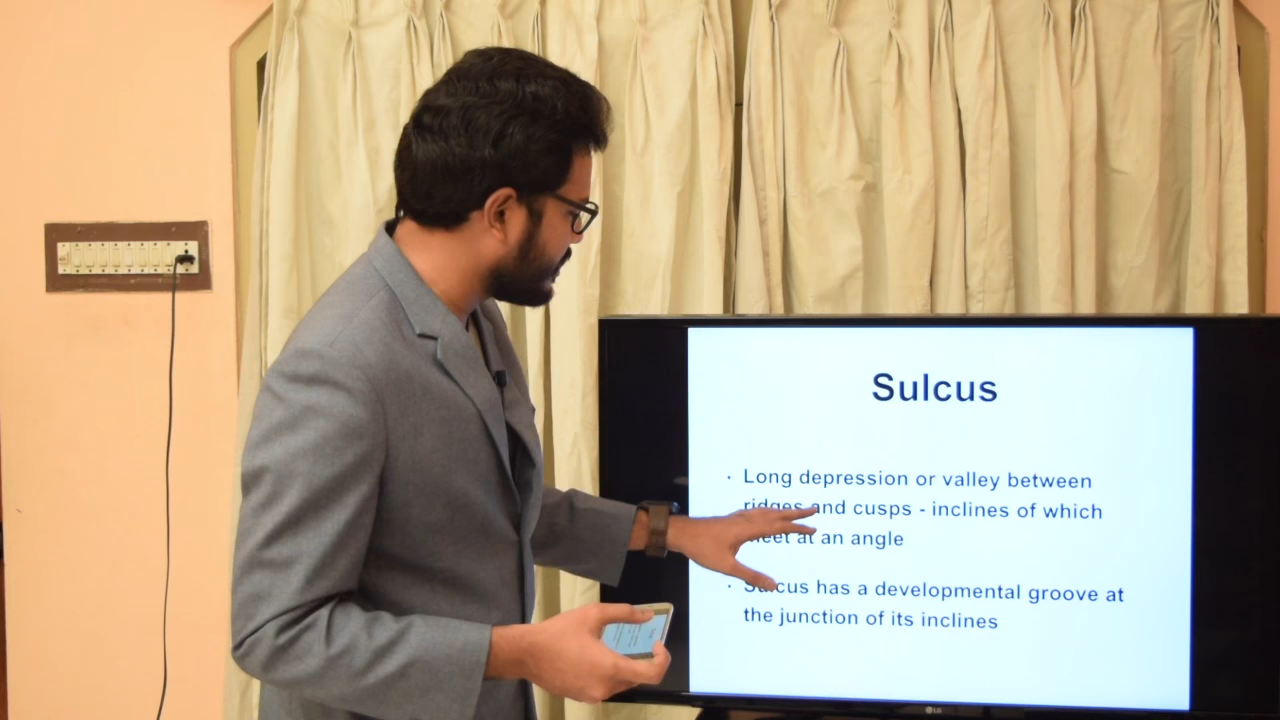 Sulcus
· Long depression or valley between
ridges and cusps - inclines of which
meet at an angle
· Sulcus has a developmental groove at
the junction of its inclines
LG